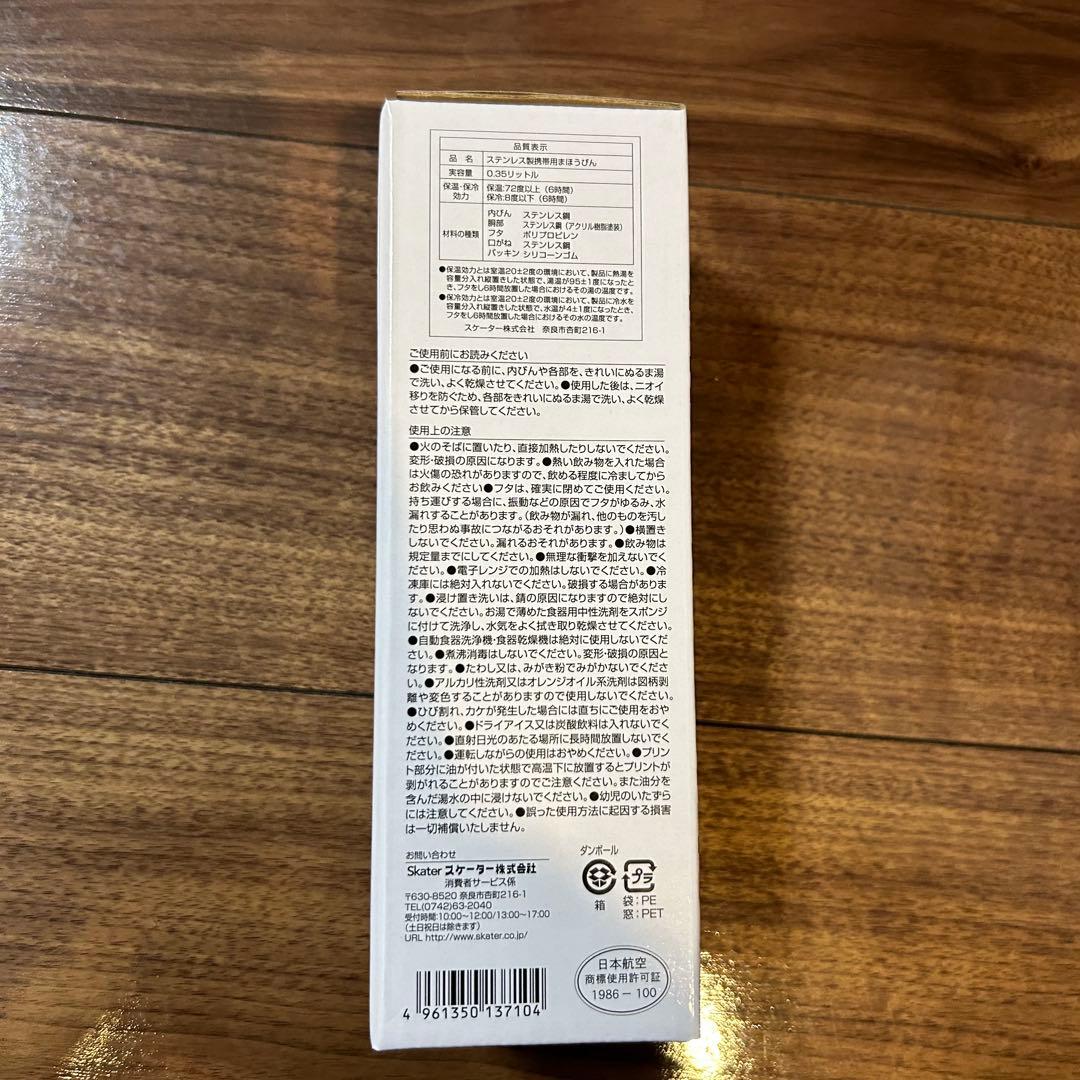 品質表示
品 名 ステンレス製携帯用まほうびん
実容量 0.35リットル
保温・保冷効力 保温:72度以上(6時間)
保冷:8度以下(6時間)
材料の種類
内びん ステンレス鋼
胴部 ステンレス鋼(アクリル樹脂塗装)
フタ ポリプロピレン
口がね ステンレス鋼
パッキン シリコーンゴム
●保温効力とは室温20±2度の環境において、製品に熱湯を
容量分入れ縦置きした状態で、湯温が95±1度になったと
き、フタをし6時間放置した場合におけるその湯の温度です。
●保冷効力とは室温20±2度の環境において、製品に冷水を
容量分入れ縦置きした状態で、水温が4±1度になったとき、
フタをし6時間放置した場合におけるその水の温度です。
スケーター株式会社 奈良市杏町216-1
ご使用前にお読みください
●ご使用になる前に、内びんや各部を、きれいにぬるま湯
で洗い、よく乾燥させてください。●使用した後は、ニオイ
移りを防ぐため、各部をきれいにぬるま湯で洗い、よく乾燥
させてから保管してください。
使用上の注意
●火のそばに置いたり、直接加熱したりしないでください。
変形・破損の原因になります。●熱い飲み物を入れた場合
は火傷の恐れがありますので、飲める程度に冷ましてから
お飲みください●フタは、確実に閉めてご使用ください。
持ち運びする場合に、振動などの原因でフタがゆるみ、水
漏れすることがあります。(飲み物が漏れ、他のものを汚し
たり思わぬ事故につながるおそれがあります。)●横置き
しないでください。漏れるおそれがあります。●飲み物は
規定量までにしてください。●無理な衝撃を加えないでく
ださい。●電子レンジでの加熱はしないでください。●冷
凍庫には絶対入れないでください。破損する場合がありま
す。●浸け置き洗いは、錆の原因になりますので絶対にし
ないでください。お湯で薄めた食器用中性洗剤をスポンジ
に付けて洗浄し、水気をよく拭き取り乾燥させてください。
●自動食器洗浄機・食器乾燥機は絶対に使用しないでくだ
さい。●煮沸消毒はしないでください。変形・破損の原因と
なります。●たわし又は、みがき粉でみがかないでくださ
い。●アルカリ性洗剤又はオレンジオイル系洗剤は図柄剥
離や変色することがありますので使用しないでください。
●ひび割れ、カケが発生した場合には直ちにご使用をおや
めください。●ドライアイス又は炭酸飲料は入れないでく
ださい。●直射日光のあたる場所に長時間放置しないでく
ださい。●運転しながらの使用はおやめください。●プリン
ト部分に油が付いた状態で高温下に放置するとプリントが
剥がれることがありますのでご注意ください。また油分を
含んだ湯水の中に浸けないでください。●幼児のいたずら
には注意してください。●誤った使用方法に起因する損害
は一切補償いたしません。
お問い合わせ
Skater スケーター株式会社
消費者サービス係
〒630-8520 奈良市杏町216-1
TEL(0742)63-2040
受付時間:10:00~12:00/13:00~17:00
(土日祝日は除きます)
URL http://www.skater.co.jp/
ダンボール
箱
プラ
袋:PE
窓:PET
日本航空
商標使用許可証
1986-100
4 961350 137104